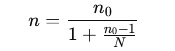 n = \frac{n_0}{1 + \frac{n_0 - 1}{N}}